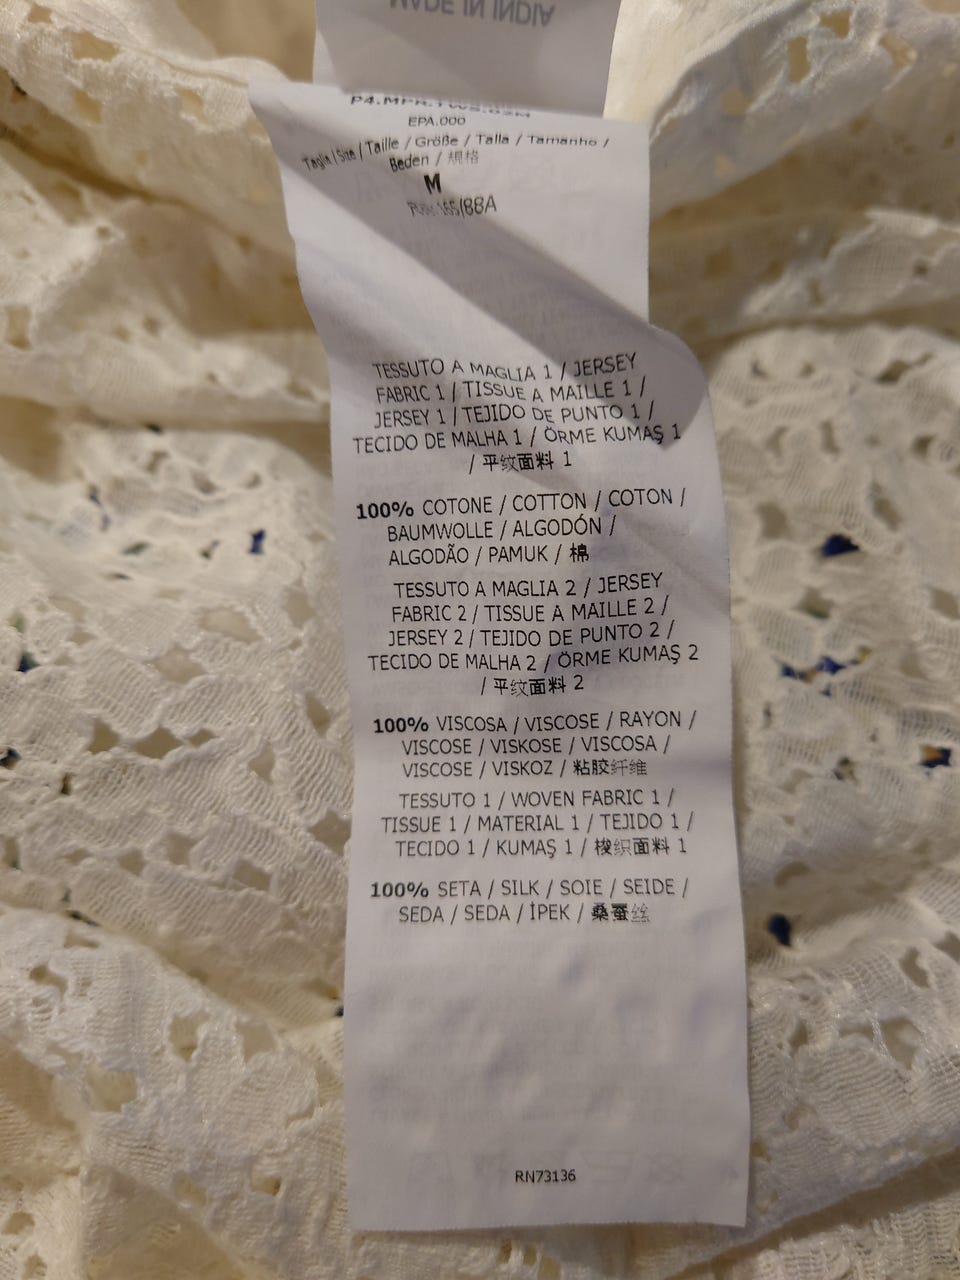 MADE IN INDIA
P4.MPR.TWS.02M
EPA.000
Taglia / Size / Taille / Größe / Talla / Tamanho /
Beden / 規格
M
165/88A
TESSUTO A MAGLIA 1 / JERSEY
FABRIC 1 / TISSUE A MAILLE 1 /
JERSEY 1 / TEJIDO DE PUNTO 1 /
TECIDO DE MALHA 1 / ÖRME KUMAŞ 1
/ 平纹面料 1
100% COTONE / COTTON / COTON /
BAUMWOLLE / ALGODÓN /
ALGODÃO / PAMUK / 棉
TESSUTO A MAGLIA 2 / JERSEY
FABRIC 2 / TISSUE A MAILLE 2 /
JERSEY 2 / TEJIDO DE PUNTO 2 /
TECIDO DE MALHA 2 / ÖRME KUMAŞ 2
/ 平纹面料 2
100% VISCOSA / VISCOSE / RAYON /
VISCOSE / VISKOSE / VISCOSA /
VISCOSE / VISKOZ / 粘胶纤维
TESSUTO 1 / WOVEN FABRIC 1 /
TISSUE 1 / MATERIAL 1 / TEJIDO 1 /
TECIDO 1 / KUMAŞ 1 / 梭织面料 1
100% SETA / SILK / SOIE / SEIDE /
SEDA / SEDA / İPEK / 桑蚕丝
RN73136